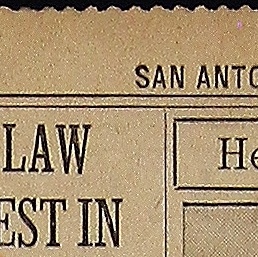 SAN ANTO
LAW
EST IN
He